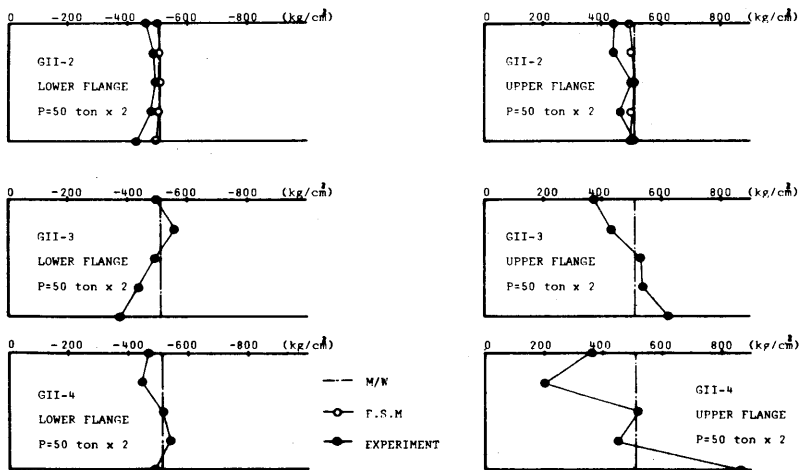 0 -200 -400 -600 -800 (kg/cm²)
GII-2
LOWER FLANGE
P=50 ton x 2
0 200 400 600 800 (kg/cm²)
GII-2
UPPER FLANGE
P=50 ton x 2
0 -200 -400 -600 -800 (kg/cm²)
GII-3
LOWER FLANGE
P=50 ton x 2
0 200 400 600 800 (kg/cm²)
GII-3
UPPER FLANGE
P=50 ton x 2
0 -200 -400 -600 -800 (kg/cm²)
GII-4
LOWER FLANGE
P=50 ton x 2
M/W
F.S.M
EXPERIMENT
0 200 400 600 800 (kg/cm²)
GII-4
UPPER FLANGE
P=50 ton x 2